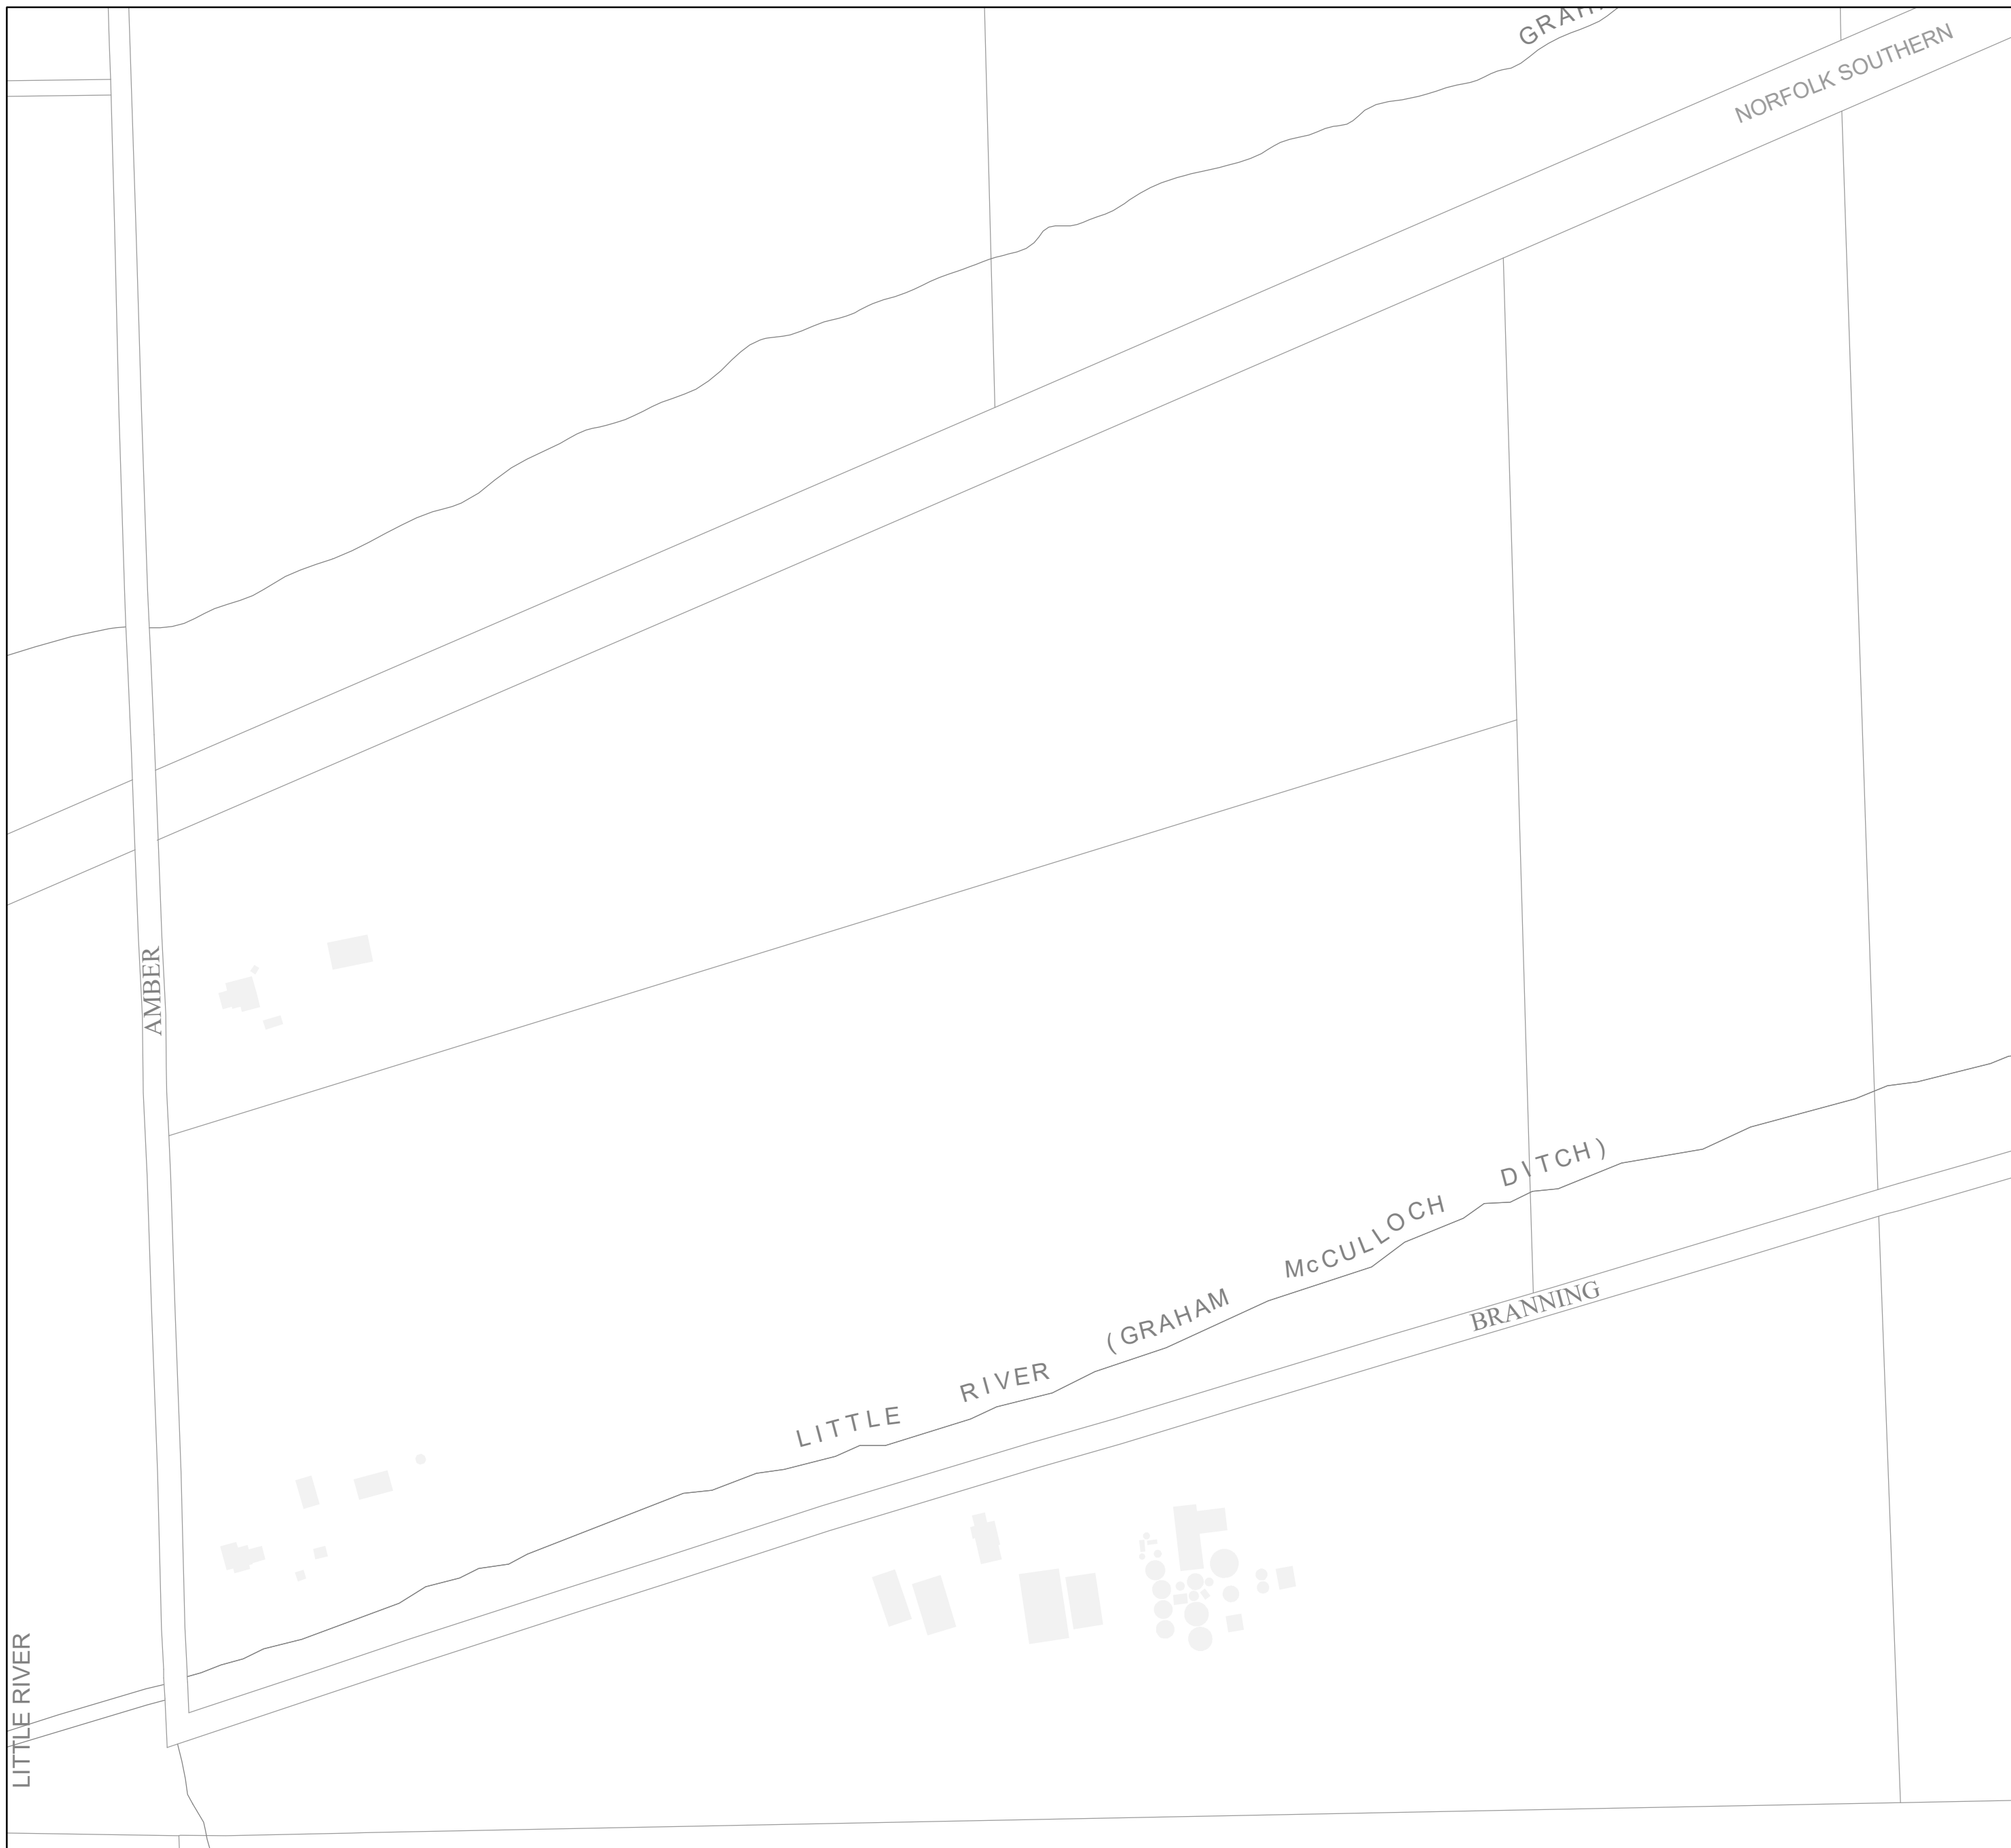 NORFOLK SOUTHERN
AMBER
LITTLE RIVER (GRAHAM McCULLOCH DITCH)
BRANNING
LITTLE RIVER